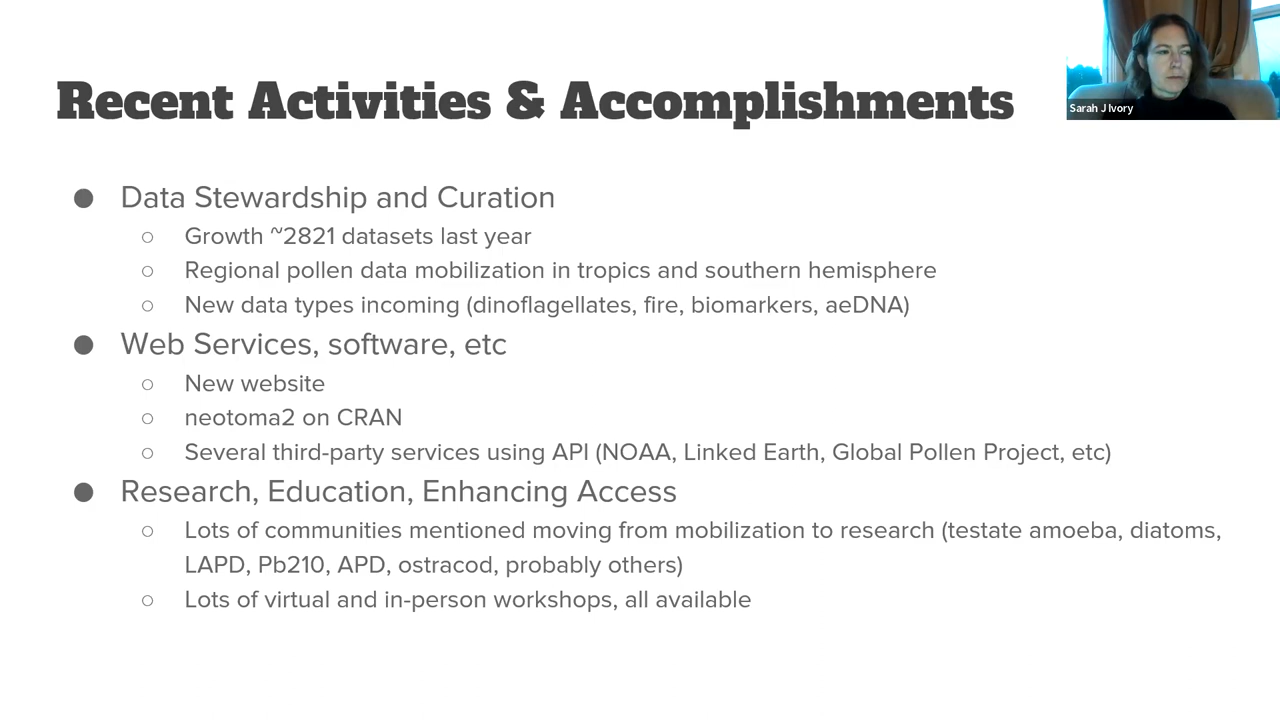 Recent Activities & Accomplishments
Sarah J Ivory
● Data Stewardship and Curation
○ Growth ~2821 datasets last year
○ Regional pollen data mobilization in tropics and southern hemisphere
○ New data types incoming (dinoflagellates, fire, biomarkers, aeDNA)
● Web Services, software, etc
○ New website
○ neotoma2 on CRAN
○ Several third-party services using API (NOAA, Linked Earth, Global Pollen Project, etc)
● Research, Education, Enhancing Access
○ Lots of communities mentioned moving from mobilization to research (testate amoeba, diatoms,
LAPD, Pb210, APD, ostracod, probably others)
○ Lots of virtual and in-person workshops, all available